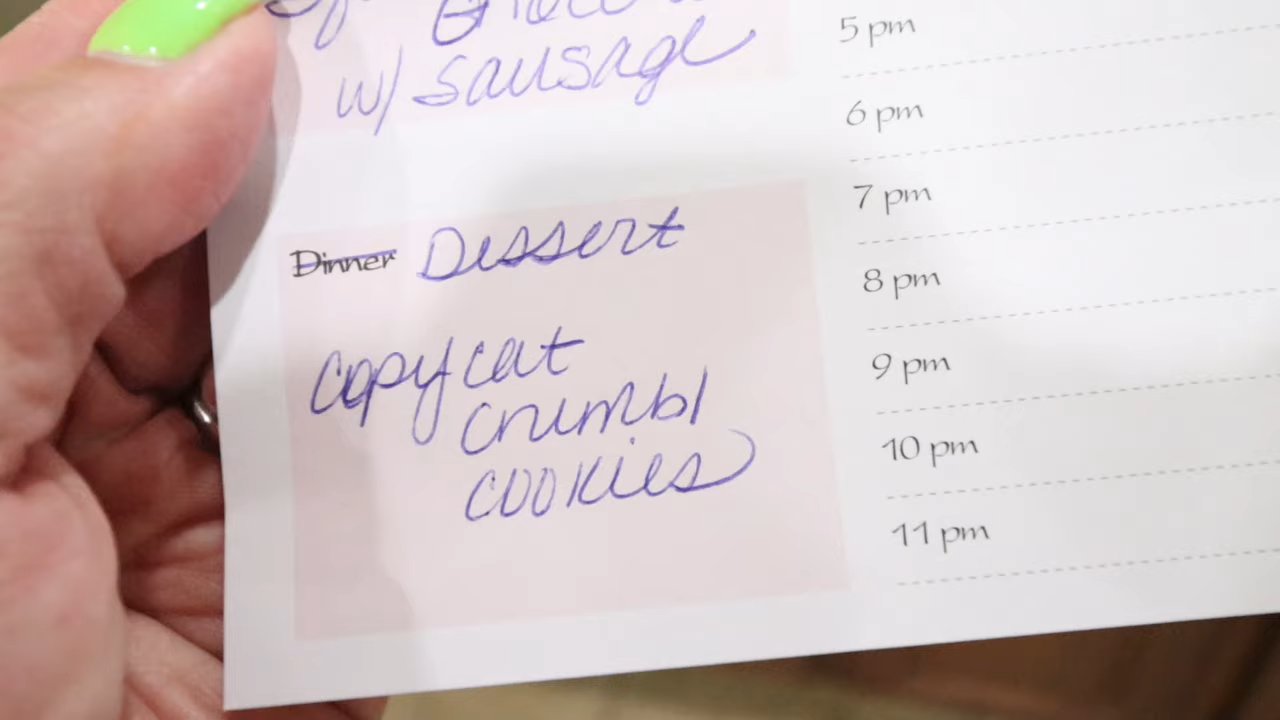 w/ sausage
Dinner Dessert
Copycat
Crumbl
Cookies
5 pm
6 pm
7 pm
8 pm
9 pm
10 pm
11 pm